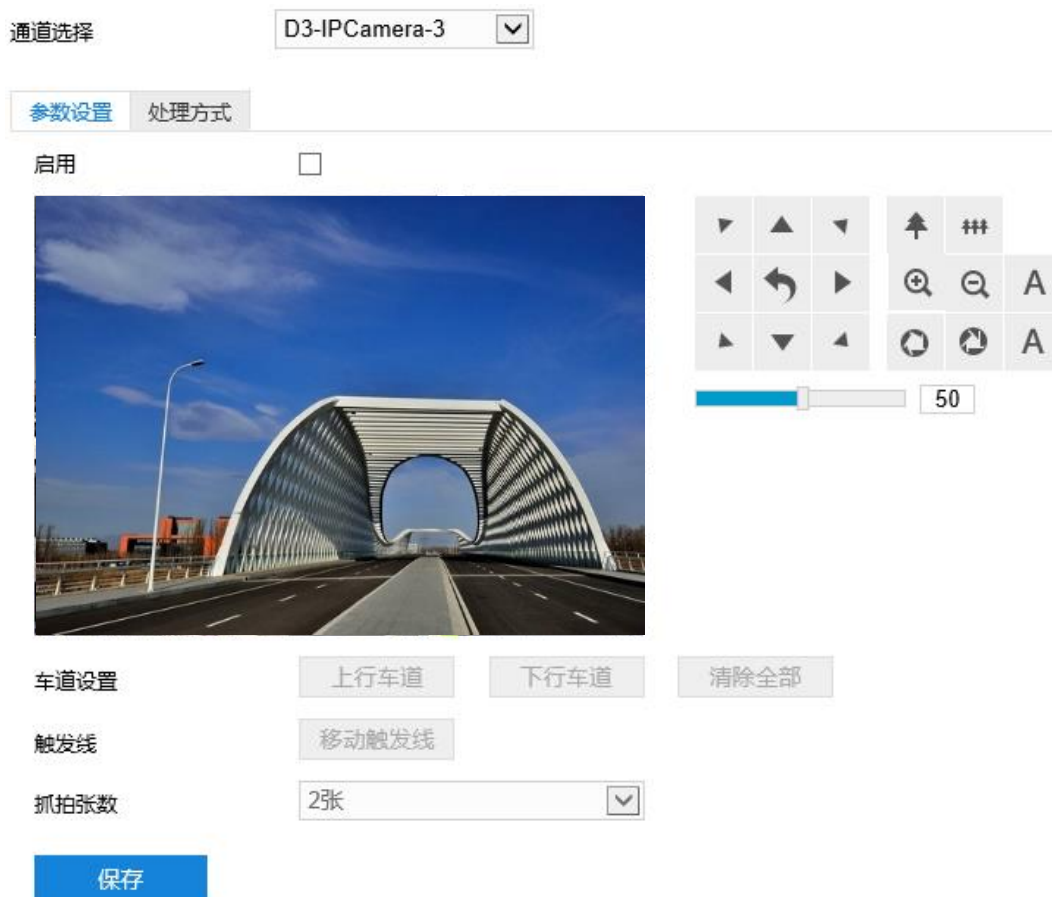 通道选择 D3-IPCamera-3
参数设置 处理方式
启用
A
A
50
车道设置 上行车道 下行车道 清除全部
触发线 移动触发线
抓拍张数 2张
保存